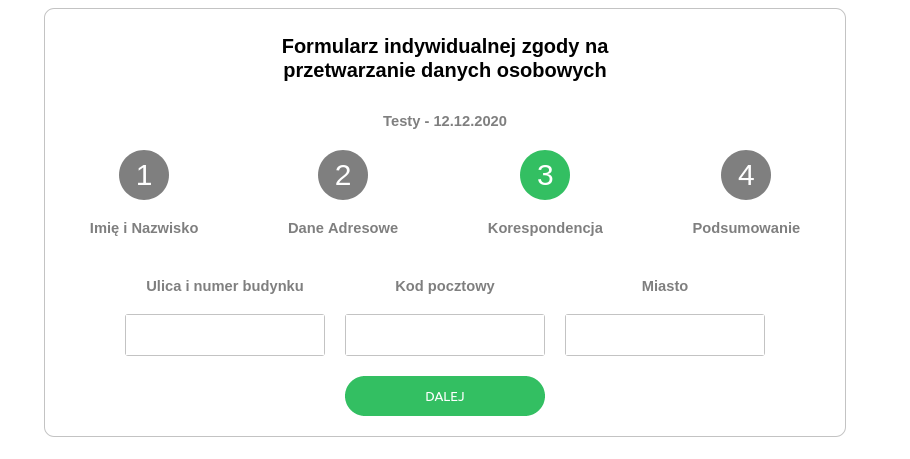 Formularz indywidualnej zgody na
przetwarzanie danych osobowych
Testy - 12.12.2020
1 2 3 4
Imię i Nazwisko Dane Adresowe Korespondencja Podsumowanie
Ulica i numer budynku Kod pocztowy Miasto
DALEJ